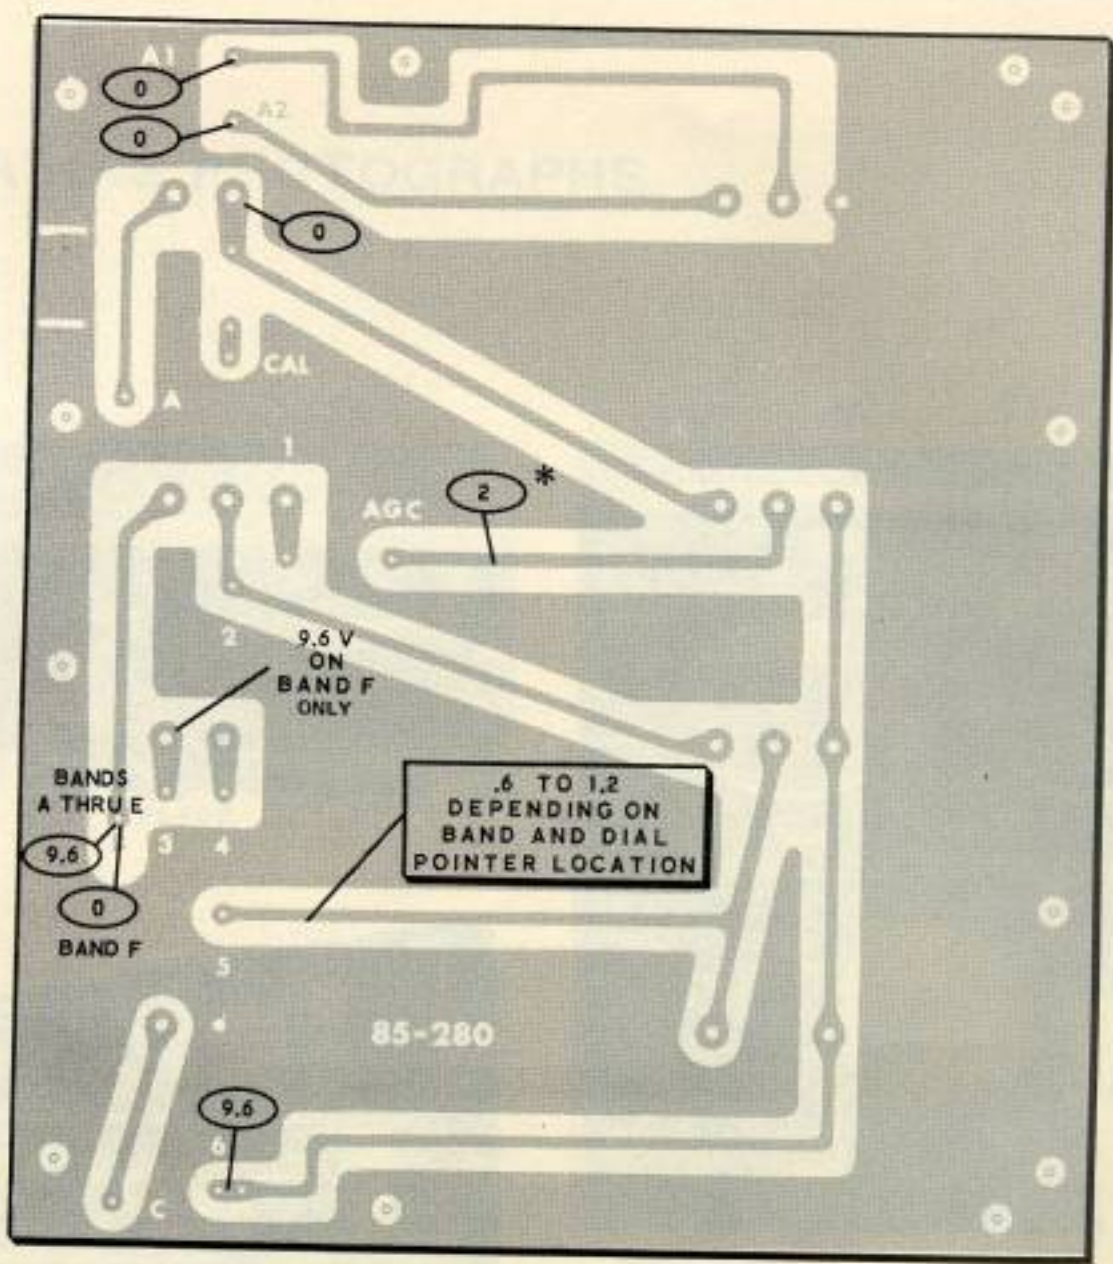 A1
0
A2
0
0
CAL
A
1
2 *
AGC
2
9.6 V
ON
BAND F
ONLY
BANDS
A THRU E
9.6
3
4
0
BAND F
.6 TO 1.2
DEPENDING ON
BAND AND DIAL
POINTER LOCATION
5
85-280
9.6
6
C